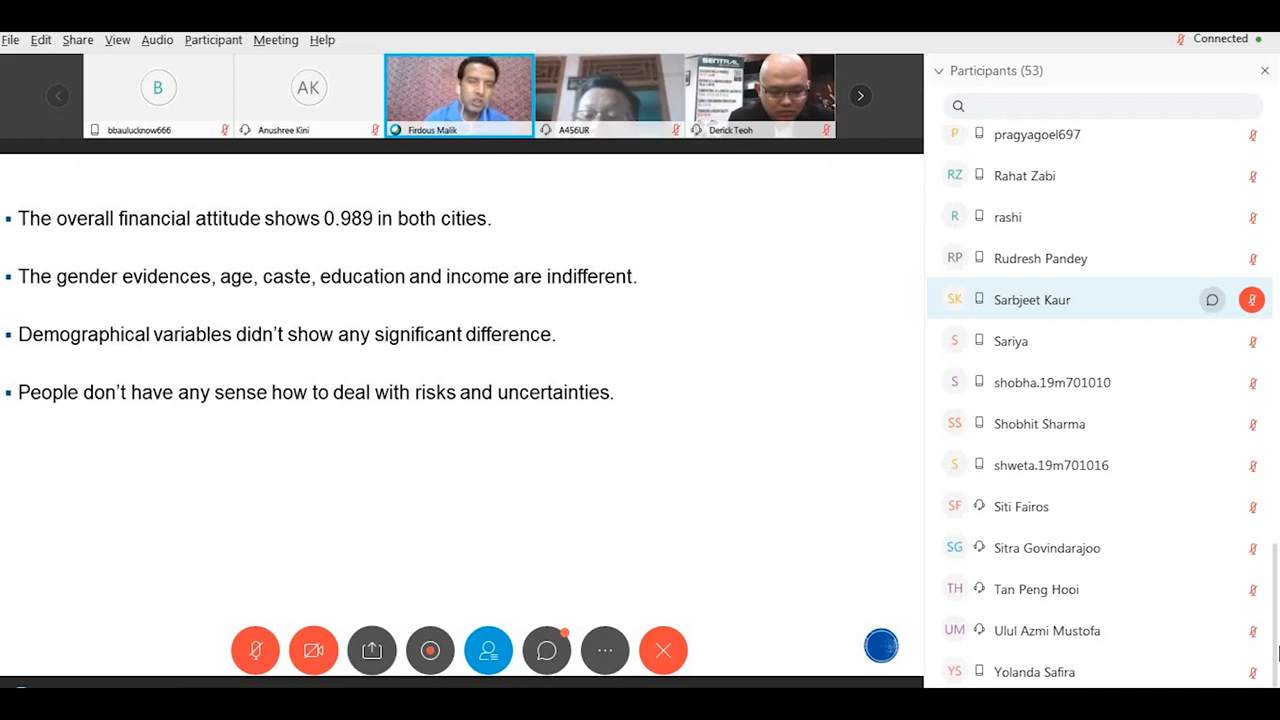 File Edit Share View Audio Participant Meeting Help
Connected
B
bbaulucknow666
AK
Anushree Kini
Firdous Malik
A456UR
SENTRAL
Derick Teoh
Participants (53)
▪ The overall financial attitude shows 0.989 in both cities.
▪ The gender evidences, age, caste, education and income are indifferent.
▪ Demographical variables didn't show any significant difference.
▪ People don't have any sense how to deal with risks and uncertainties.
P pragyagoel697
RZ Rahat Zabi
R rashi
RP Rudresh Pandey
SK Sarbjeet Kaur
S Sariya
S shobha.19m701010
SS Shobhit Sharma
S shweta.19m701016
SF Siti Fairos
SG Sitra Govindarajoo
TH Tan Peng Hooi
UM Ulul Azmi Mustofa
YS Yolanda Safira